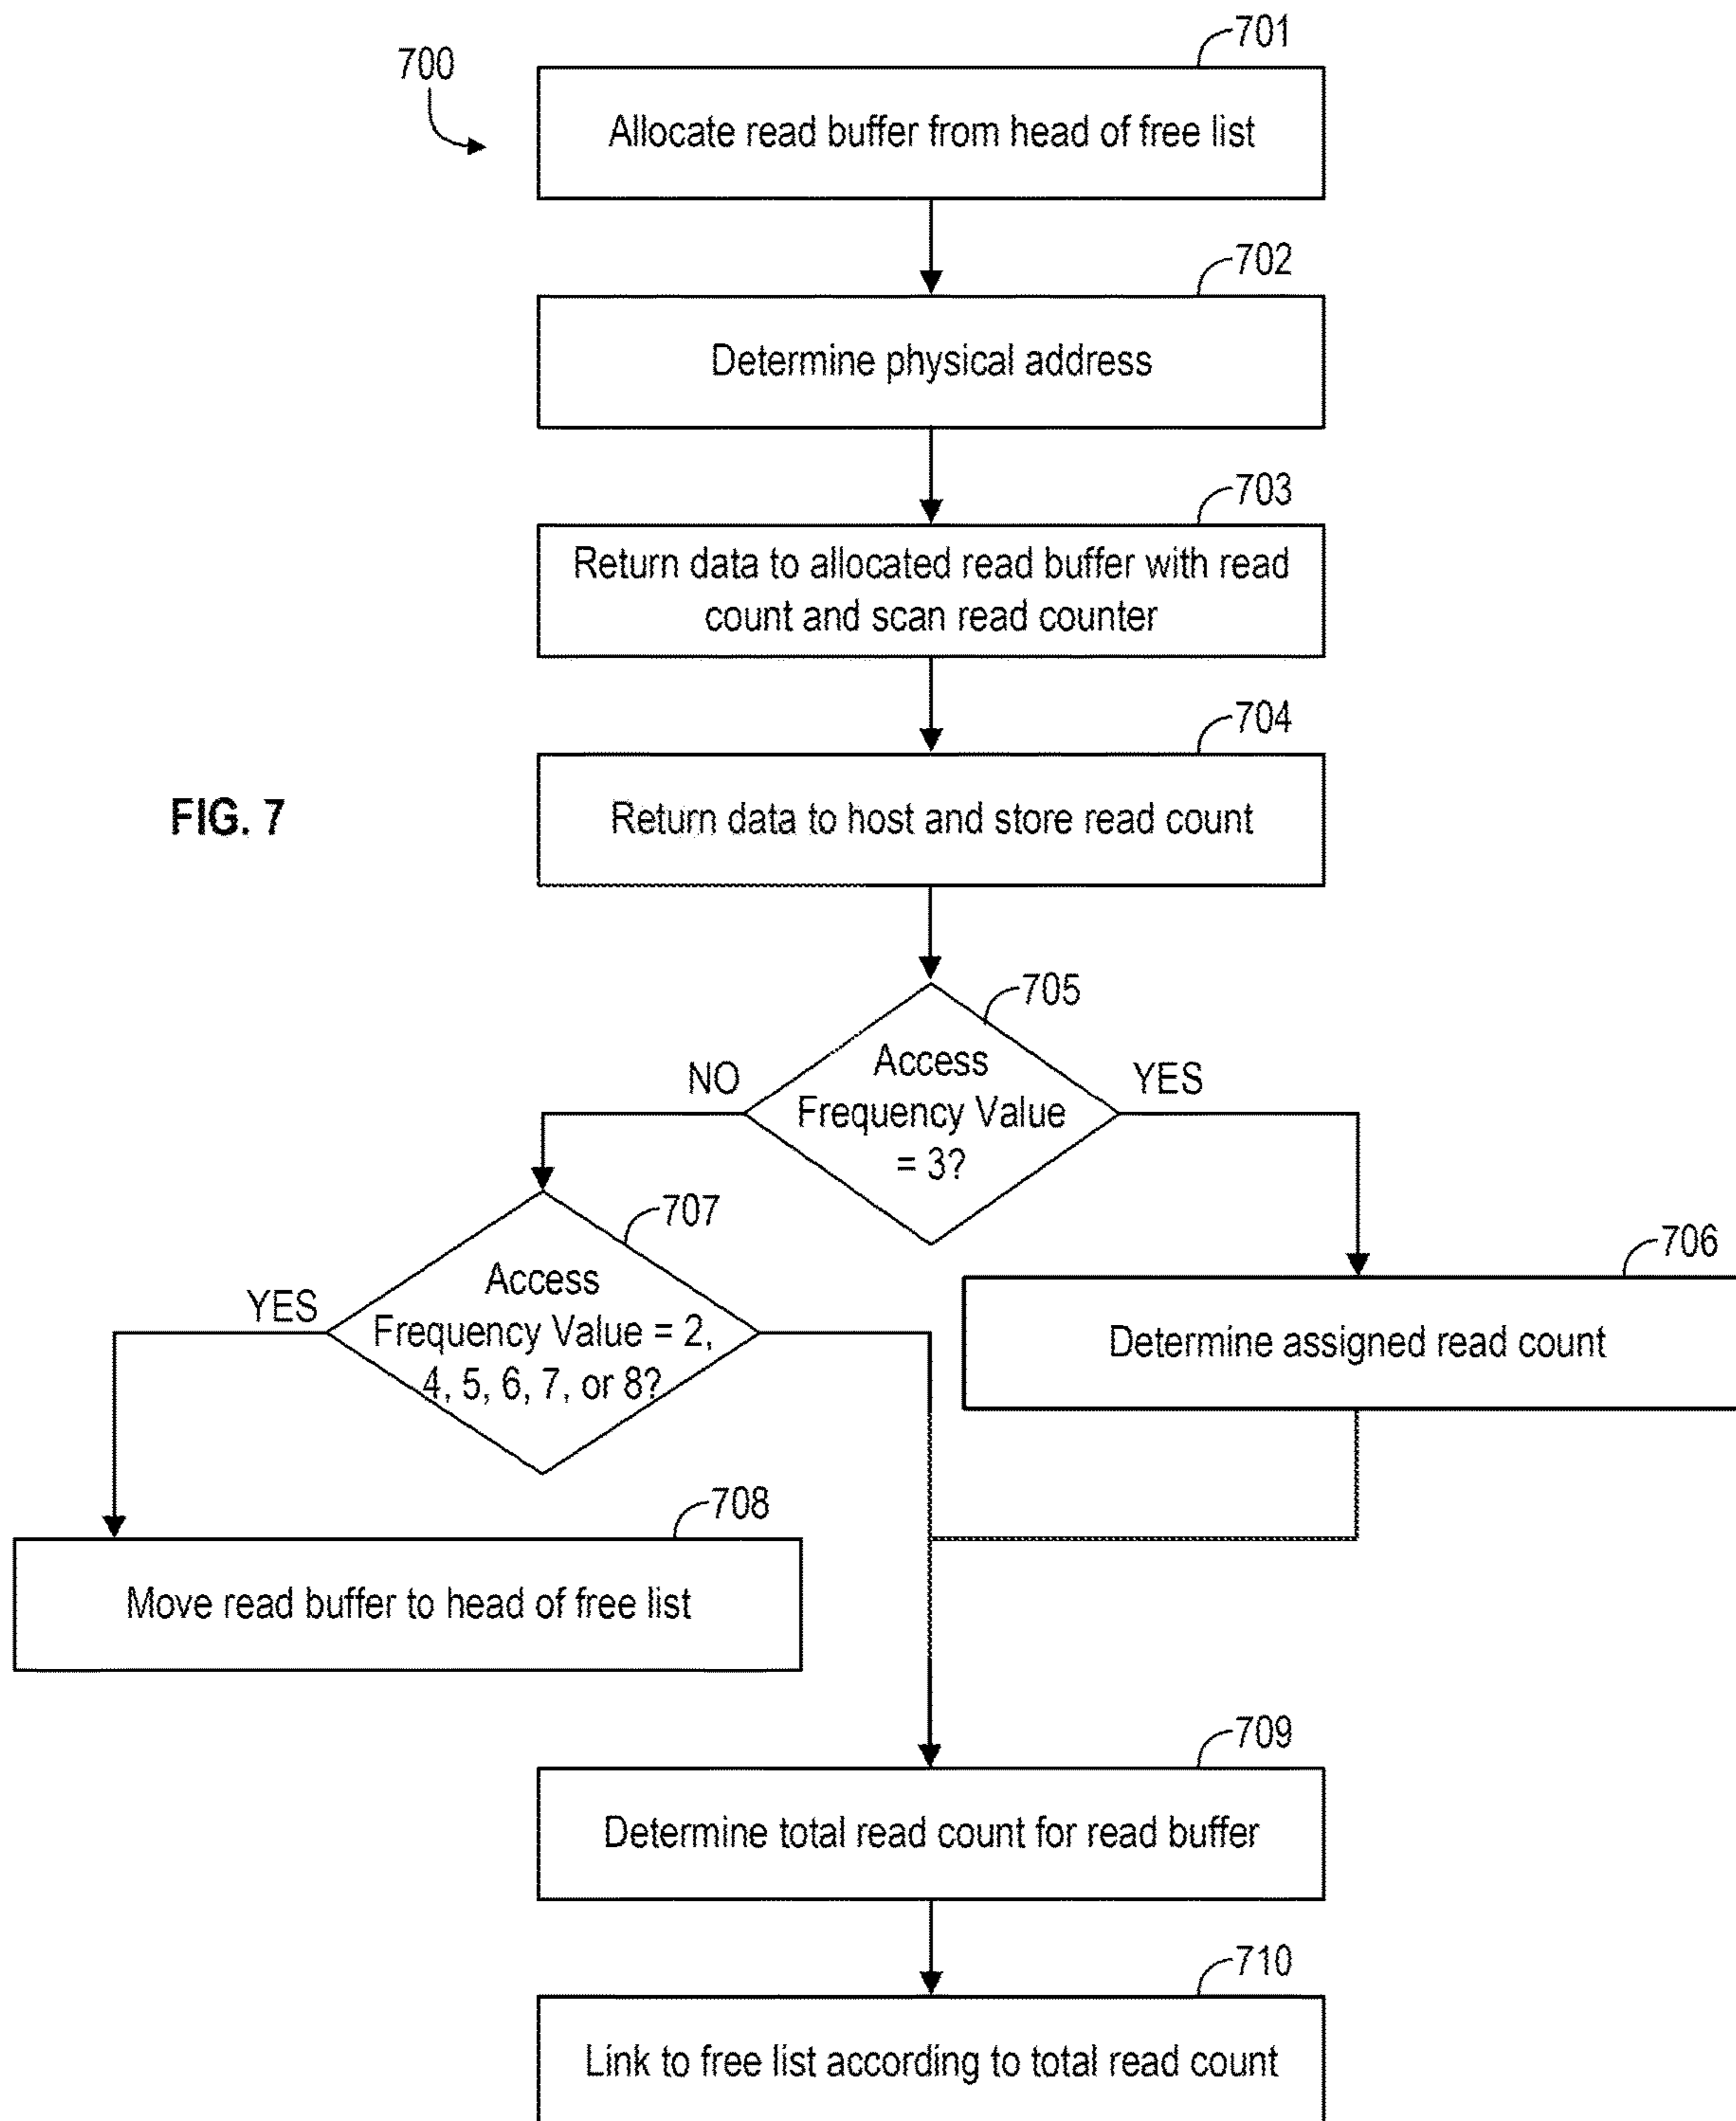 700
701
Allocate read buffer from head of free list
702
Determine physical address
703
Return data to allocated read buffer with read
count and scan read counter
704
FIG. 7
Return data to host and store read count
705
NO
Access
Frequency Value
= 3?
YES
707
706
YES
Access
Frequency Value = 2,
4, 5, 6, 7, or 8?
Determine assigned read count
708
Move read buffer to head of free list
709
Determine total read count for read buffer
710
Link to free list according to total read count